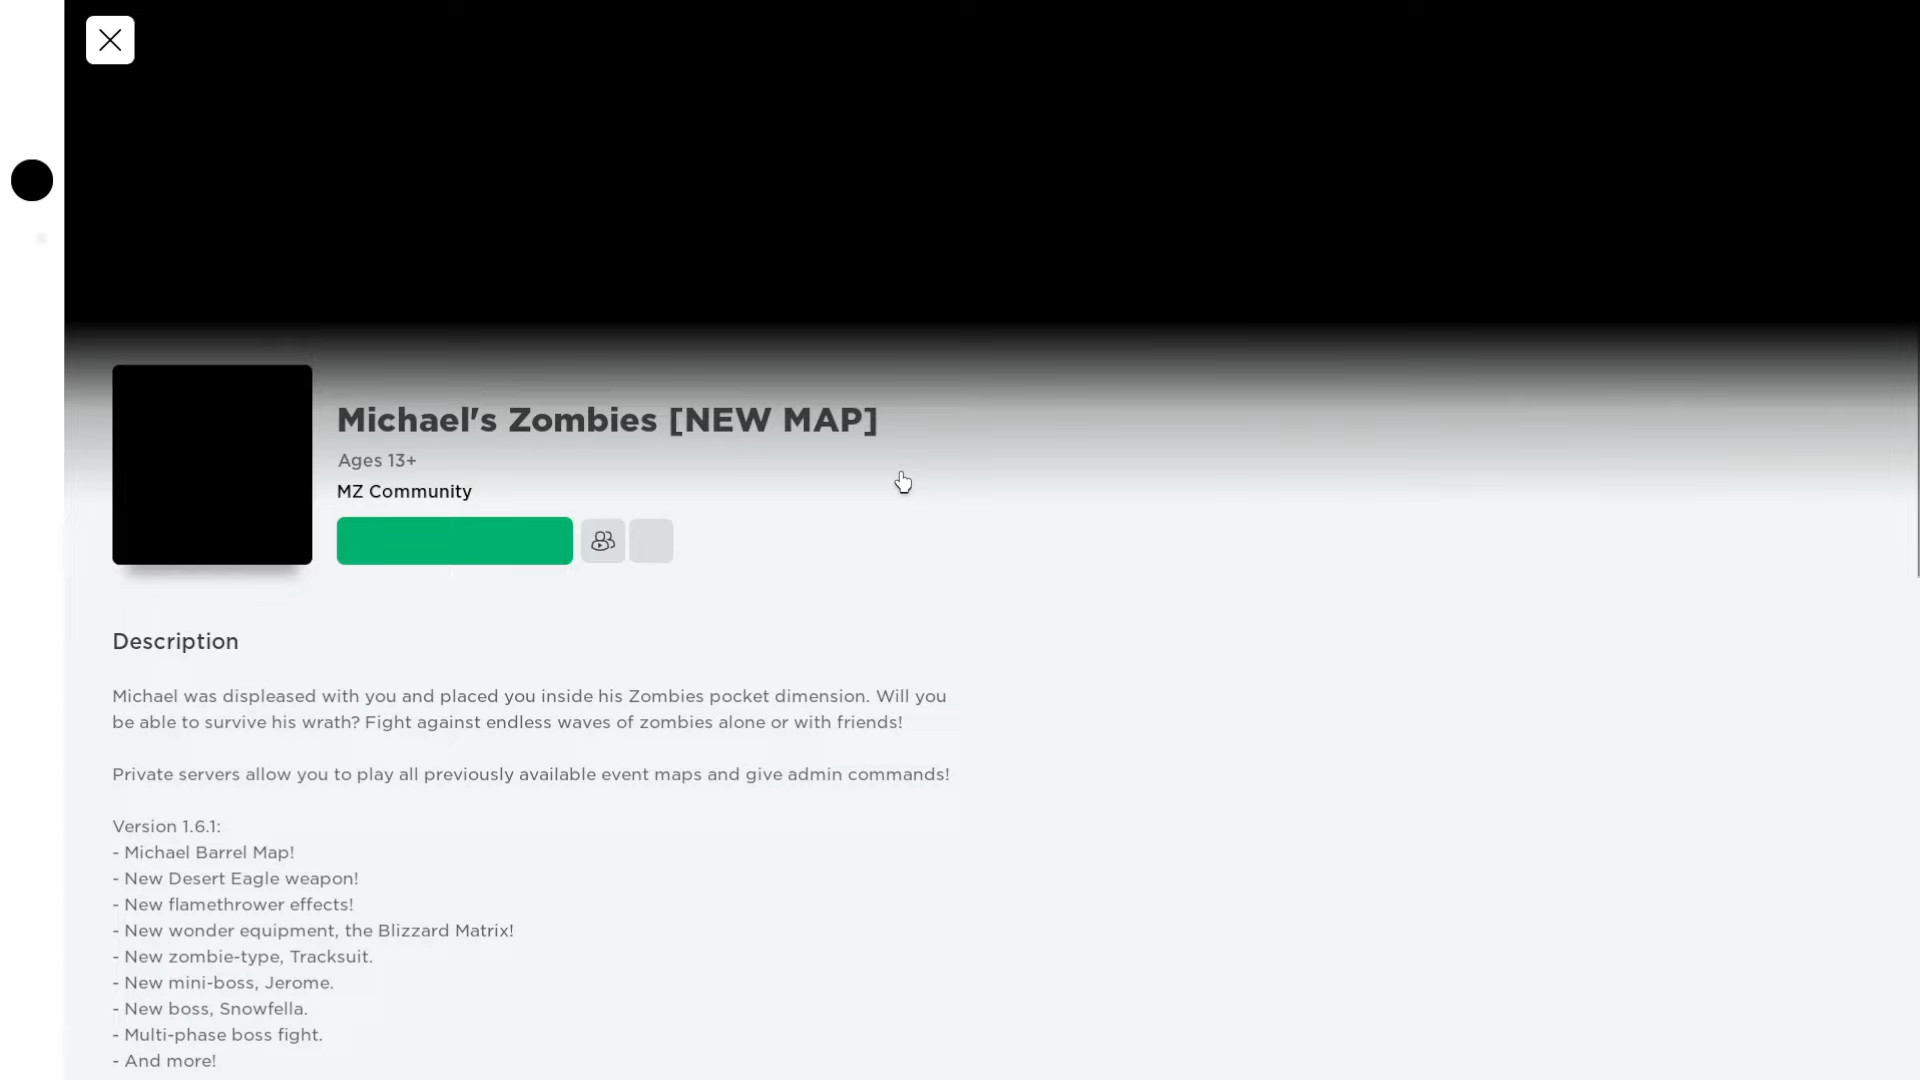 Michael's Zombies [NEW MAP]
Ages 13+
MZ Community
Description
Michael was displeased with you and placed you inside his Zombies pocket dimension. Will you
be able to survive his wrath? Fight against endless waves of zombies alone or with friends!
Private servers allow you to play all previously available event maps and give admin commands!
Version 1.6.1:
- Michael Barrel Map!
- New Desert Eagle weapon!
- New flamethrower effects!
- New wonder equipment, the Blizzard Matrix!
- New zombie-type, Tracksuit.
- New mini-boss, Jerome.
- New boss, Snowfella.
- Multi-phase boss fight.
- And more!